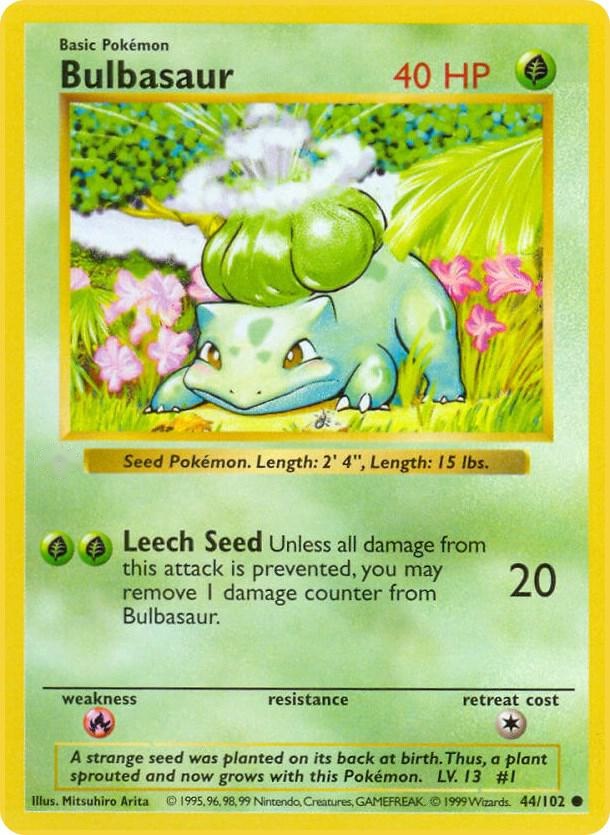 Basic Pokémon
Bulbasaur
40 HP
Seed Pokémon. Length: 2' 4", Length: 15 lbs.
Leech Seed Unless all damage from
this attack is prevented, you may
remove 1 damage counter from
Bulbasaur.
20
weakness resistance retreat cost
A strange seed was planted on its back at birth. Thus, a plant
sprouted and now grows with this Pokémon. LV. 13 #1
Illus. Mitsuhiro Arita © 1995, 96, 98, 99 Nintendo, Creatures, GAMEFREAK. © 1999 Wizards. 44/102